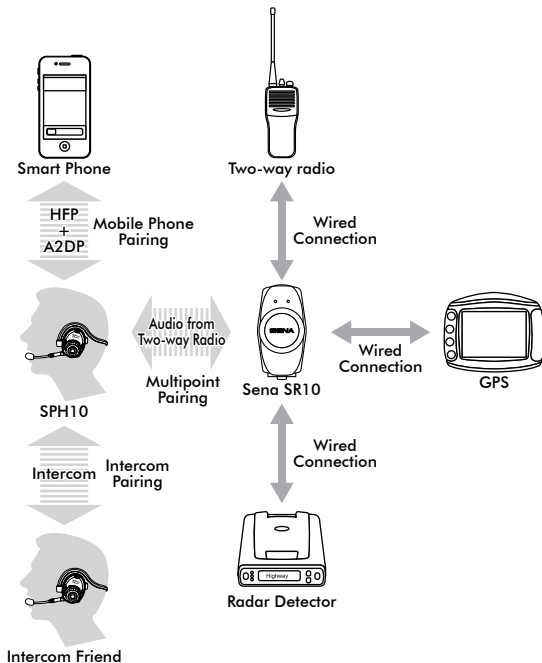 Smart Phone
Two-way radio
HFP
+
A2DP
Mobile Phone
Pairing
Wired
Connection
Audio from
Two-way Radio
Multipoint
Pairing
SENA
Sena SR10
Wired
Connection
GPS
SPH10
Intercom
Intercom
Pairing
Wired
Connection
Highway
Radar Detector
Intercom Friend